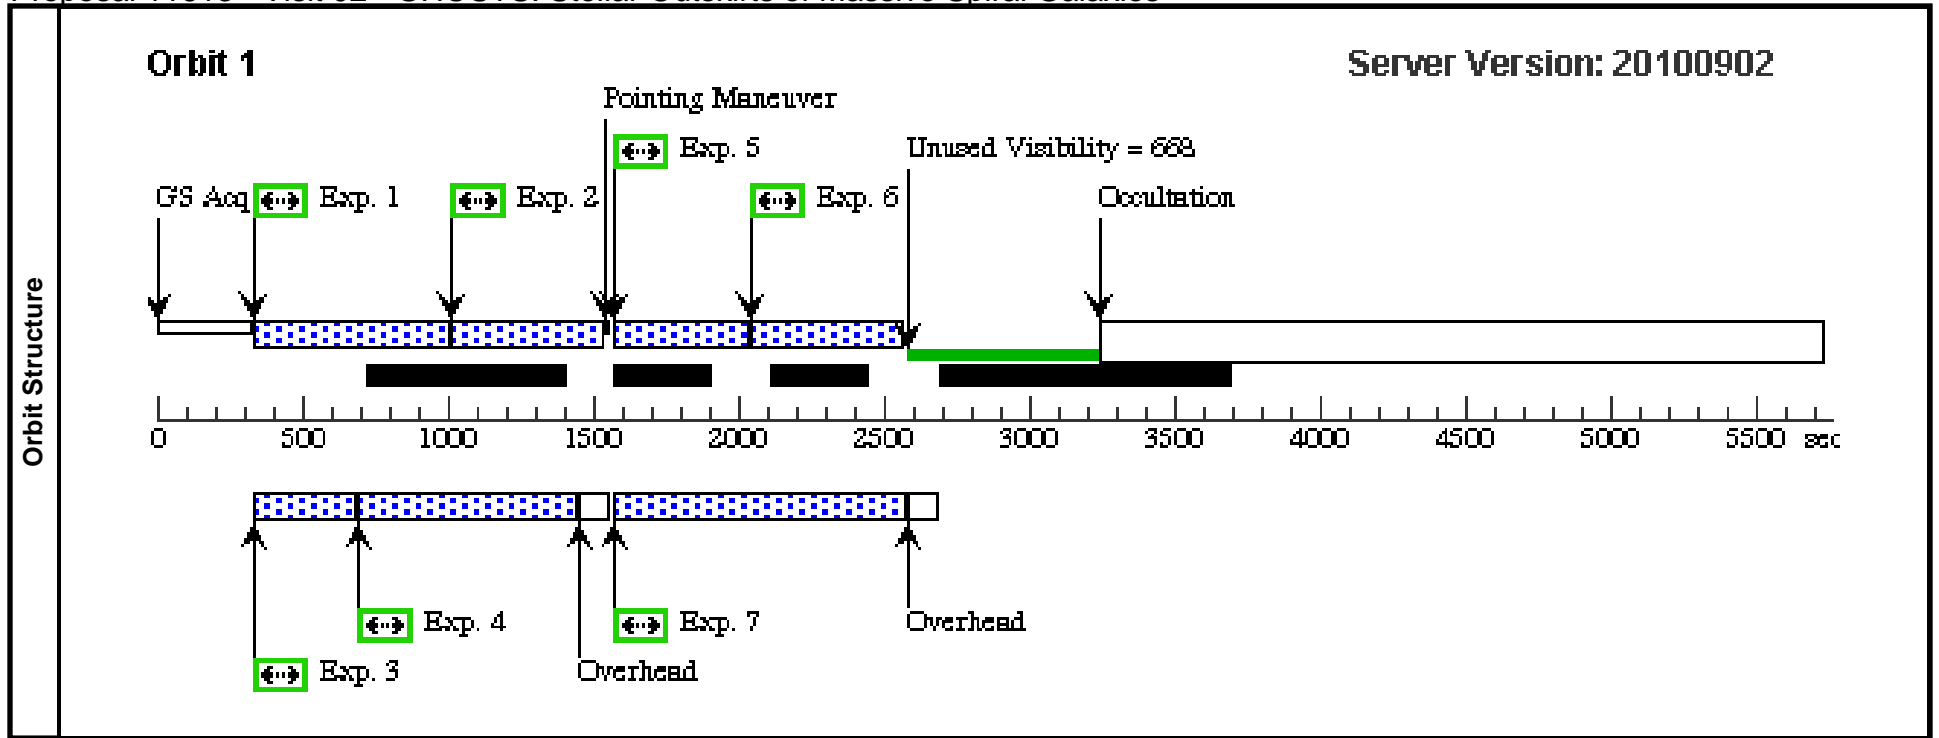 Orbit 1
Server Version: 20100902
Pointing Maneuver
Exp. 5
Unused Visibility = 668
GS Acq
Exp. 1
Exp. 2
Exp. 6
Occultation
Orbit Structure
0 500 1000 1500 2000 2500 3000 3500 4000 4500 5000 5500 sec
Exp. 4
Exp. 7
Overhead
Exp. 3
Overhead